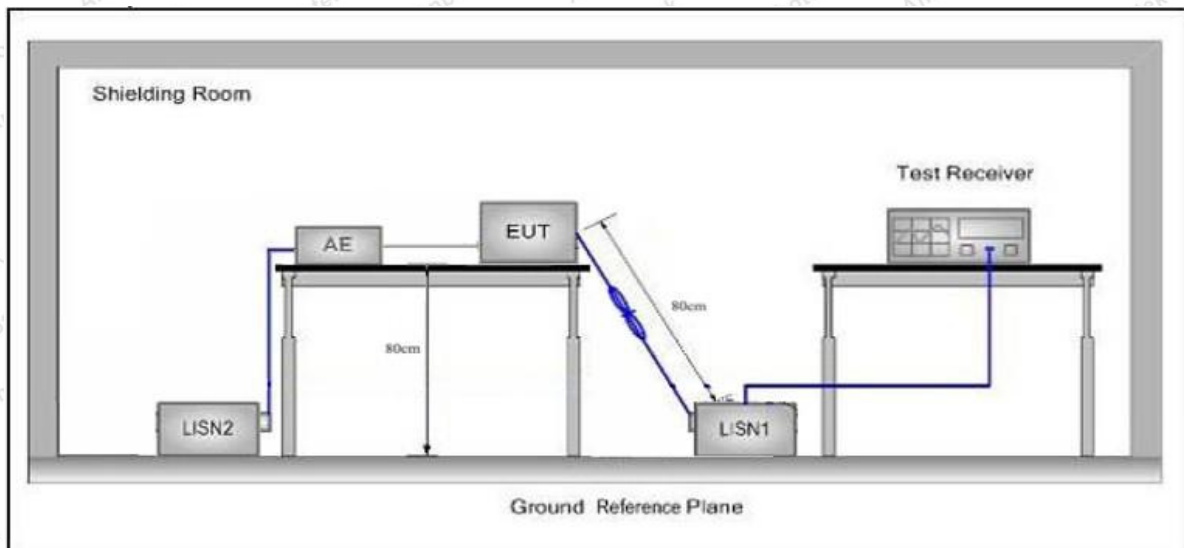 Shielding Room
Test Receiver
EUT
AE
80cm
80cm
LISN2
LISN1
Ground Reference Plane